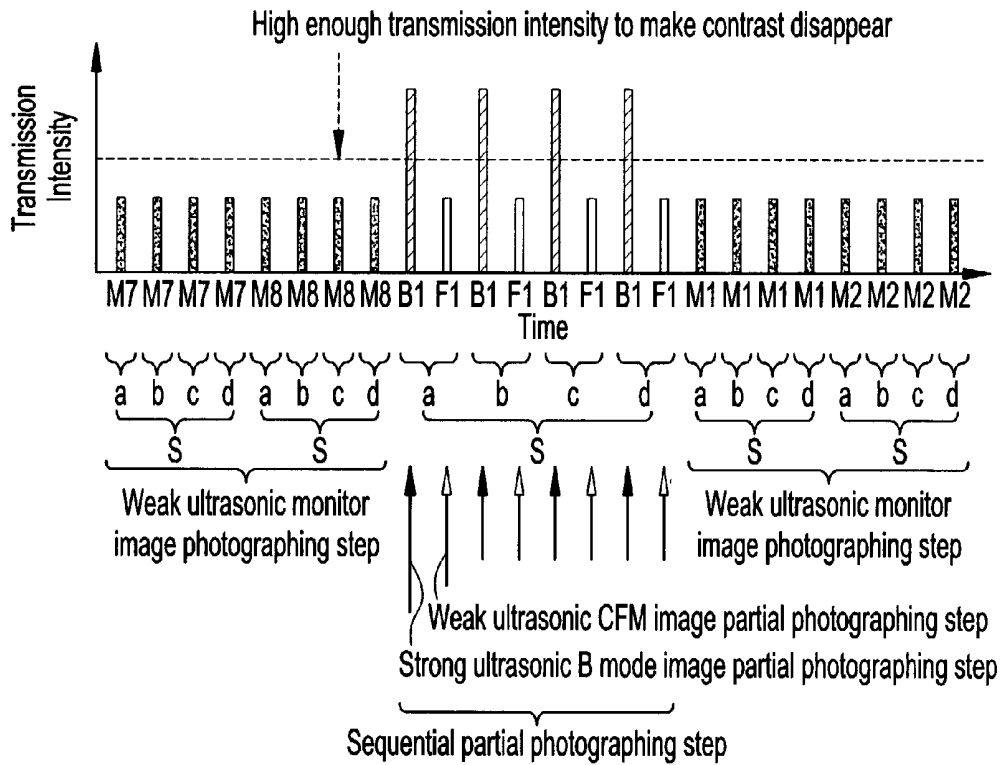 High enough transmission intensity to make contrast disappear
Transmission
Intensity
M7 M7 M7 M7 M8 M8 M8 M8 B1 F1 B1 F1 B1 F1 B1 F1 M1 M1 M1 M1 M2 M2 M2 M2
Time
a b c d a b c d a b c d a b c d a b c d
S S S S S
Weak ultrasonic monitor
image photographing step
Weak ultrasonic monitor
image photographing step
Weak ultrasonic CFM image partial photographing step
Strong ultrasonic B mode image partial photographing step
Sequential partial photographing step